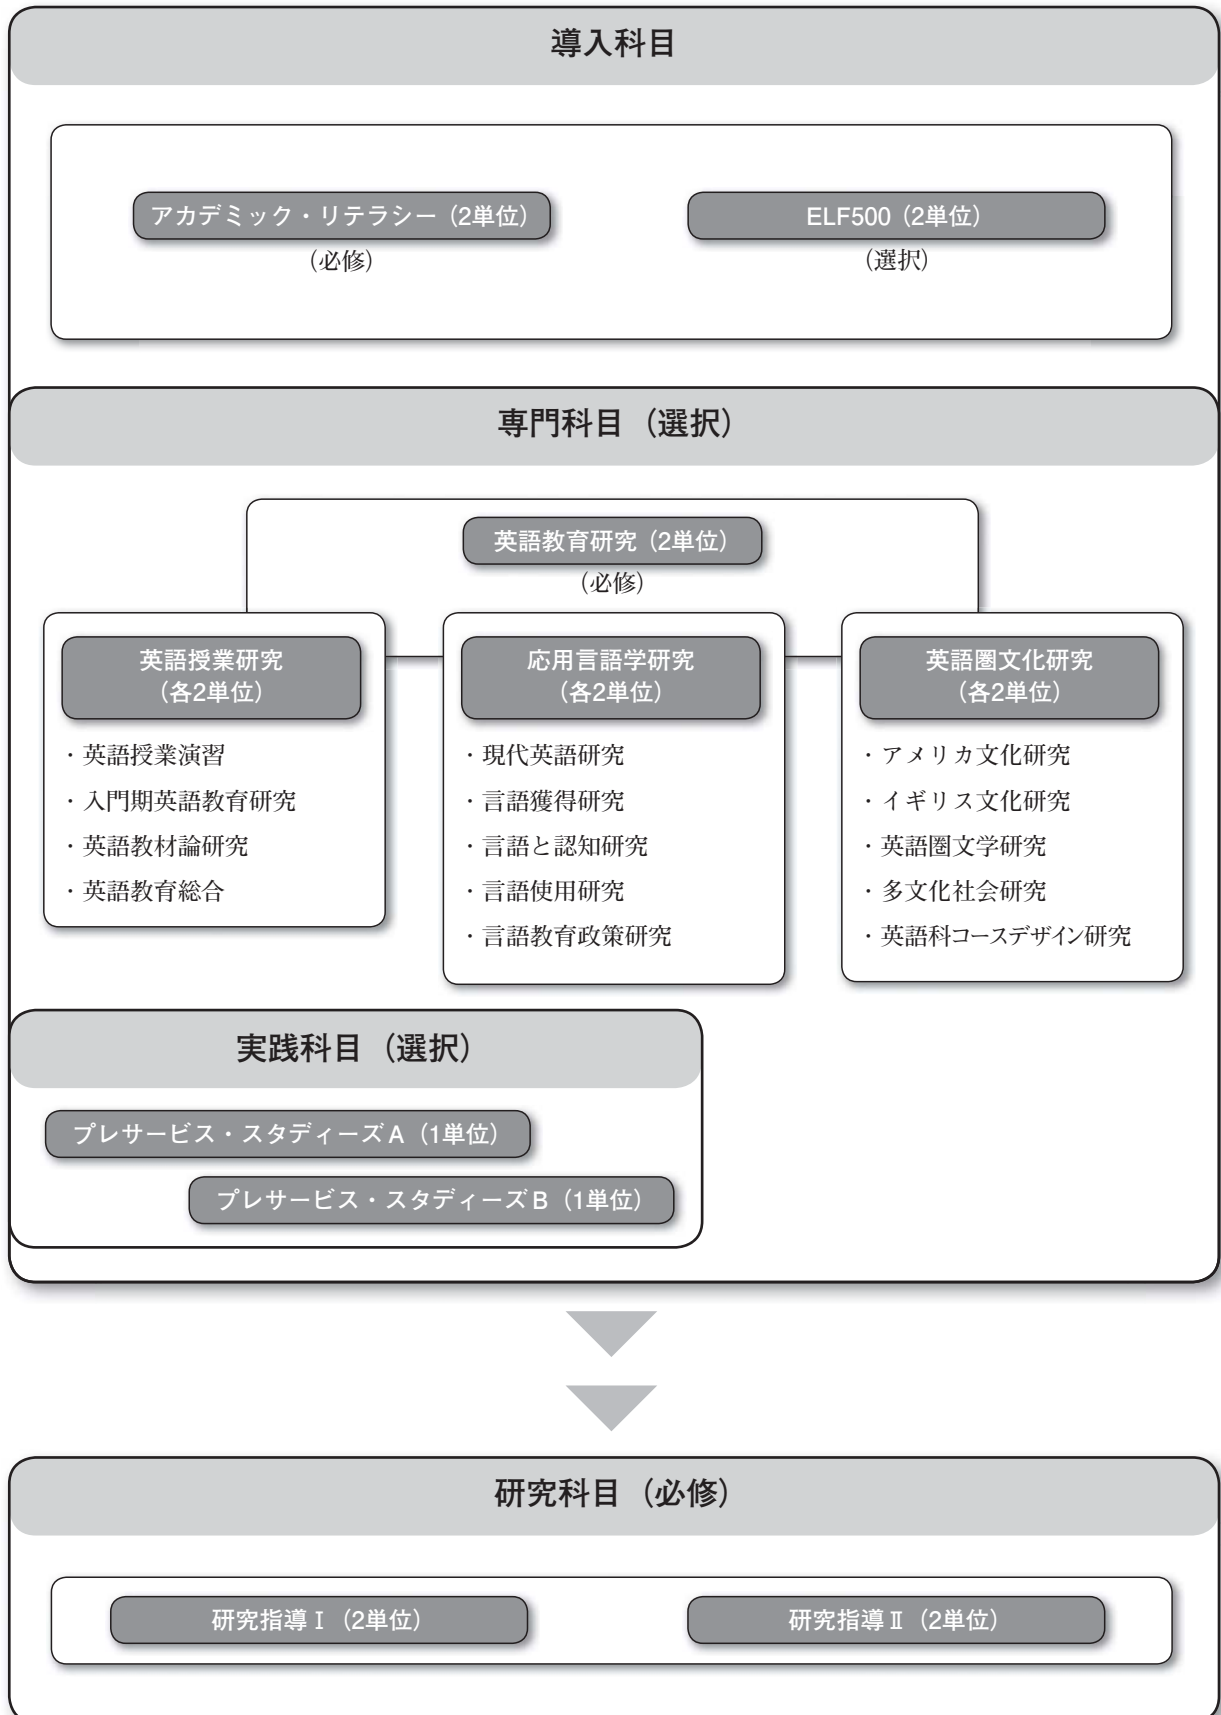 導入科目
アカデミック・リテラシー（2単位）
（必修）
ELF500（2単位）
（選択）
専門科目（選択）
英語教育研究（2単位）
（必修）
英語授業研究
（各2単位）
・英語授業演習
・入門期英語教育研究
・英語教材論研究
・英語教育総合
応用言語学研究
（各2単位）
・現代英語研究
・言語獲得研究
・言語と認知研究
・言語使用研究
・言語教育政策研究
英語圏文化研究
（各2単位）
・アメリカ文化研究
・イギリス文化研究
・英語圏文学研究
・多文化社会研究
・英語科コースデザイン研究
実践科目（選択）
プレサービス・スタディーズA（1単位）
プレサービス・スタディーズB（1単位）
研究科目（必修）
研究指導Ⅰ（2単位）
研究指導Ⅱ（2単位）